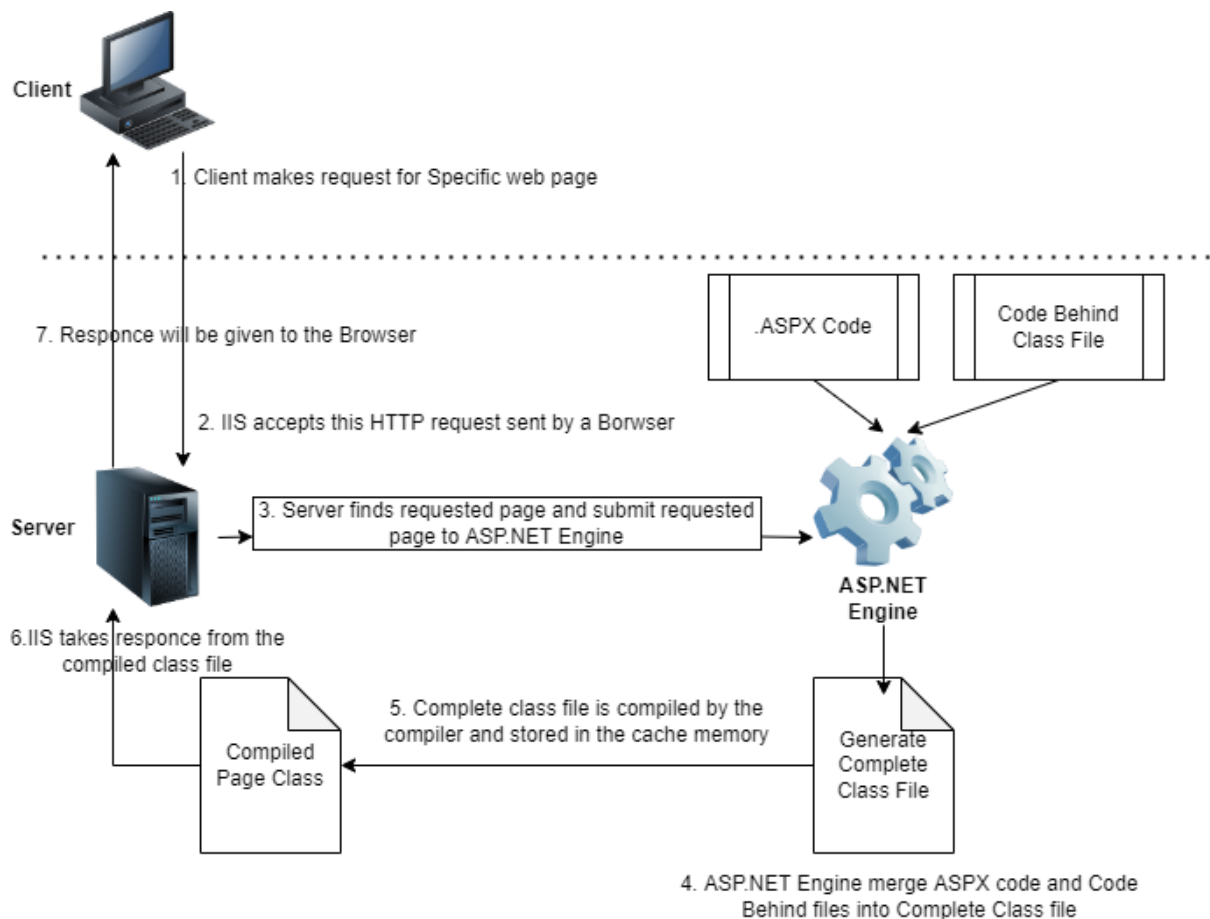 Client
1. Client makes request for Specific web page
.ASPX Code
Code Behind
Class File
7. Responce will be given to the Browser
2. IIS accepts this HTTP request sent by a Borwser
Server
3. Server finds requested page and submit requested
page to ASP.NET Engine
ASP.NET
Engine
6.IIS takes responce from the
compiled class file
5. Complete class file is compiled by the
compiler and stored in the cache memory
Compiled
Page Class
Generate
Complete
Class File
4. ASP.NET Engine merge ASPX code and Code
Behind files into Complete Class file